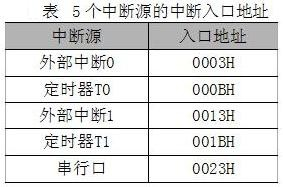 表 5个中断源的中断入口地址
中断源 入口地址
外部中断0 0003H
定时器T0 000BH
外部中断1 0013H
定时器T1 001BH
串行口 0023H